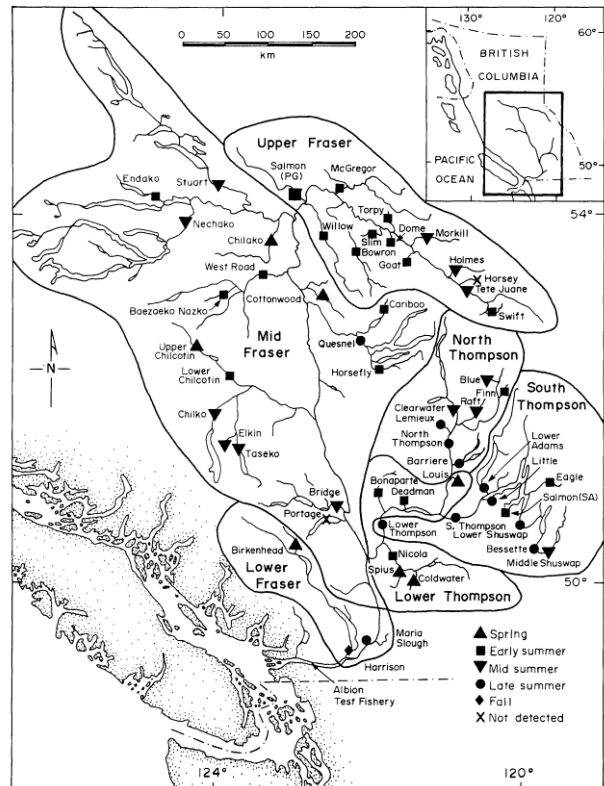 130°
120°
60°
BRITISH
COLUMBIA
50°
PACIFIC
OCEAN
0
50
100
150
200
km
54°
Upper Fraser
Salmon (PG)
McGregor
Endako
Stuart
Torpy
Dome
Morkill
Nechako
Willow
Slim
Bowron
Holmes
Chilako
Goat
Horsey
Tete Juane
West Road
Cottonwood
Cariboo
Swift
Baezaeko Nazko
Mid
Fraser
North
Thompson
Quesnel
Upper
Chilcotin
Horsefly
Blue
South
Thompson
Lower
Chilcotin
Finn
N
Clearwater
Raft
Lemieux
Chilko
Lower
Adams
North
Thompson
Elkin
Little
Taseko
Barriere
Eagle
Louis
Bonaparte
Deadman
Salmon(SA)
Bridge
Portage
Lower
Thompson
S. Thompson
Lower Shuswap
Birkenhead
Nicola
Bessette
Middle Shuswap
Lower
Fraser
Spius
Coldwater
50°
Lower Thompson
Maria
Slough
Harrison
Albion
Test Fishery
Spring
Early summer
Mid summer
Late summer
Fall
Not detected
124°
120°